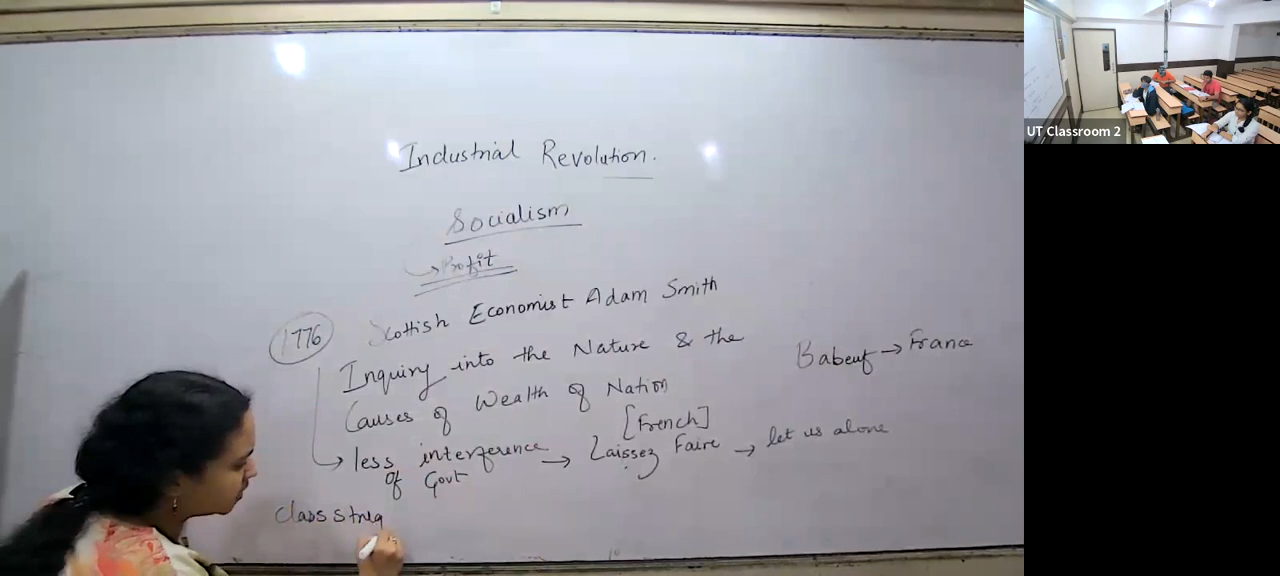 Industrial Revolution.
Socialism
→ Profit
1776 Scottish Economist Adam Smith
Inquiry into the Nature & the
Causes of Wealth of Nation
Babeuf → France
[French]
→ less interference → Laissez Faire → let us alone
of Govt
Class strug
UT Classroom 2